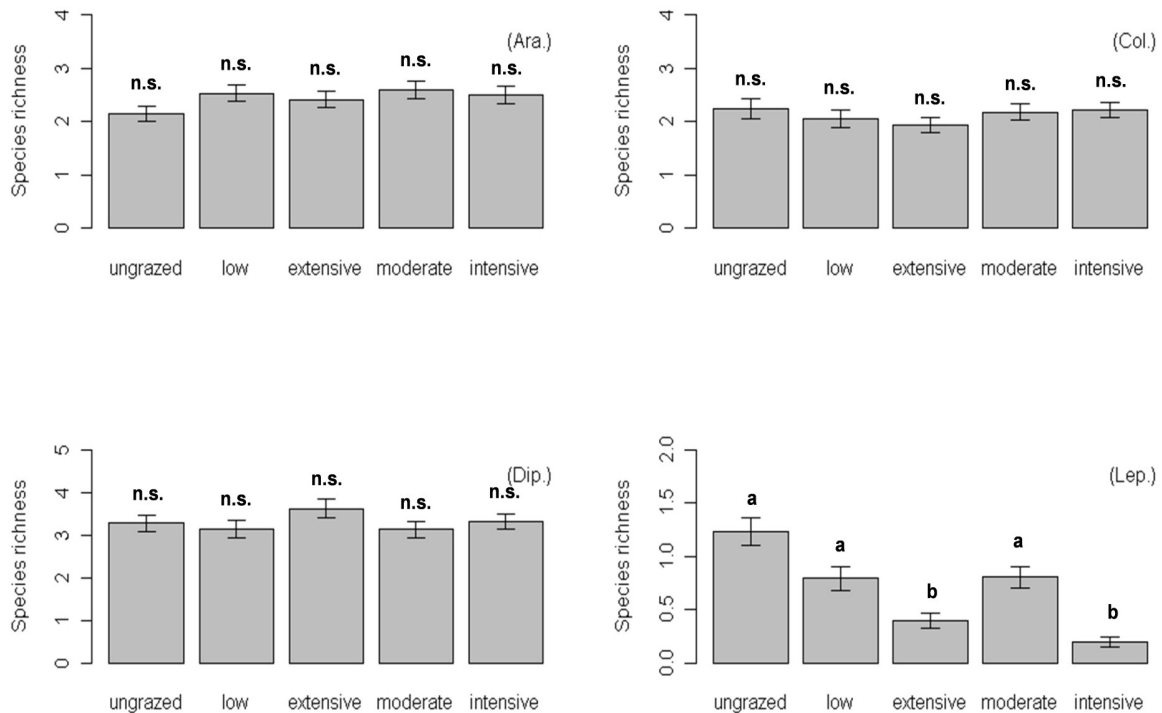 (Ara.)
Species richness
4
3
2
1
0
n.s. n.s. n.s. n.s. n.s.
ungrazed low extensive moderate intensive
(Col.)
Species richness
4
3
2
1
0
n.s. n.s. n.s. n.s. n.s.
ungrazed low extensive moderate intensive
(Dip.)
Species richness
5
4
3
2
1
0
n.s. n.s. n.s. n.s. n.s.
ungrazed low extensive moderate intensive
(Lep.)
Species richness
2.0
1.5
1.0
0.5
0.0
a a b a b
ungrazed low extensive moderate intensive